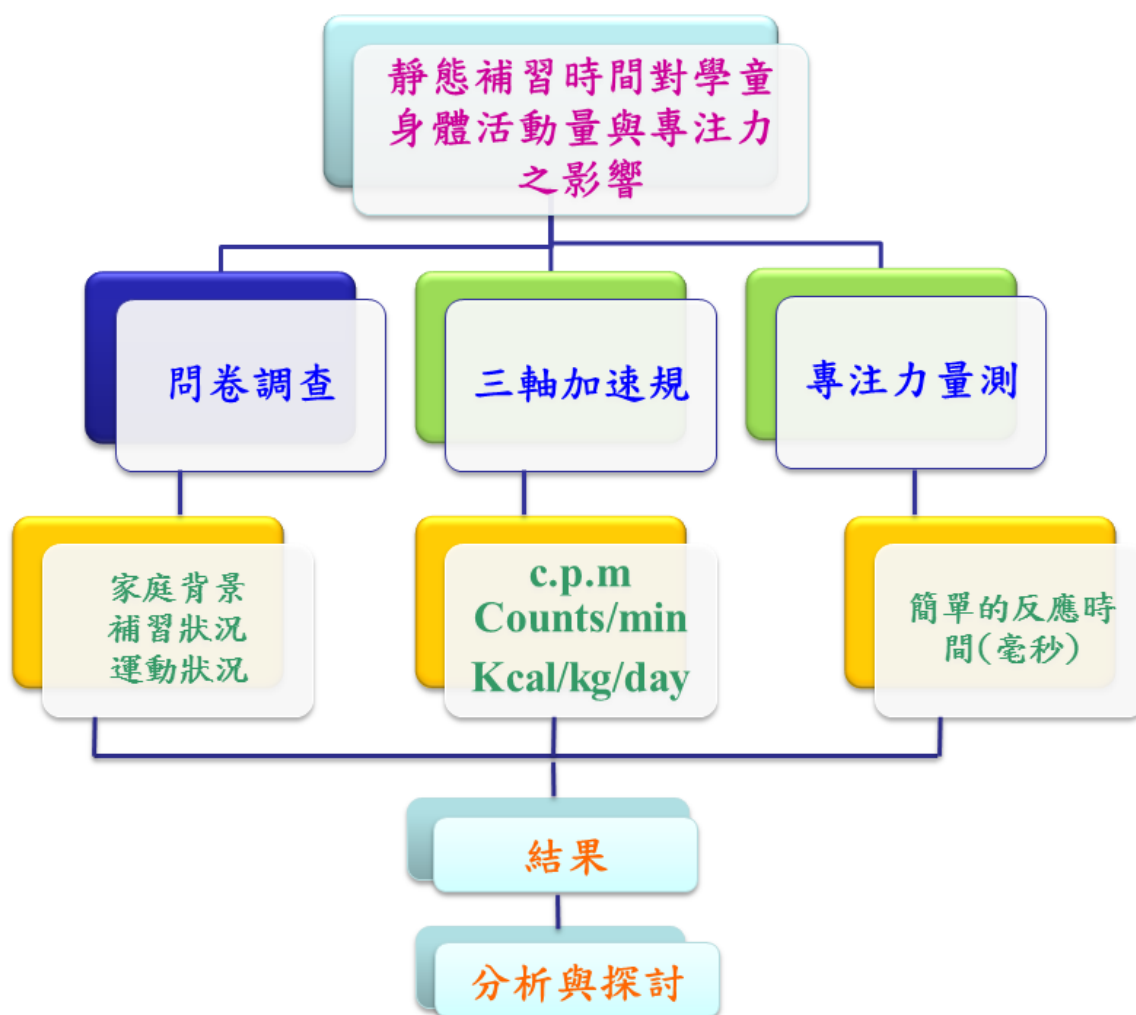 靜態補習時間對學童
身體活動量與專注力
之影響
問卷調查
三軸加速規
專注力量測
家庭背景
補習狀況
運動狀況
c.p.m
Counts/min
Kcal/kg/day
簡單的反應時
間(毫秒)
結果
分析與探討